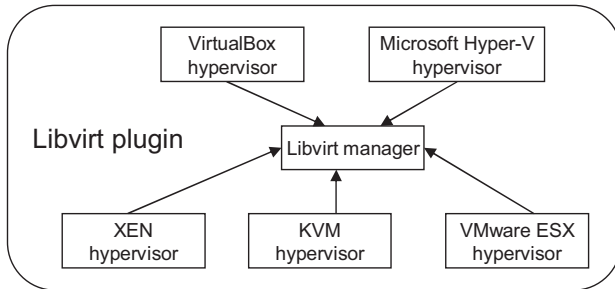 VirtualBox
hypervisor
Microsoft Hyper-V
hypervisor
Libvirt plugin
Libvirt manager
XEN
hypervisor
KVM
hypervisor
VMware ESX
hypervisor